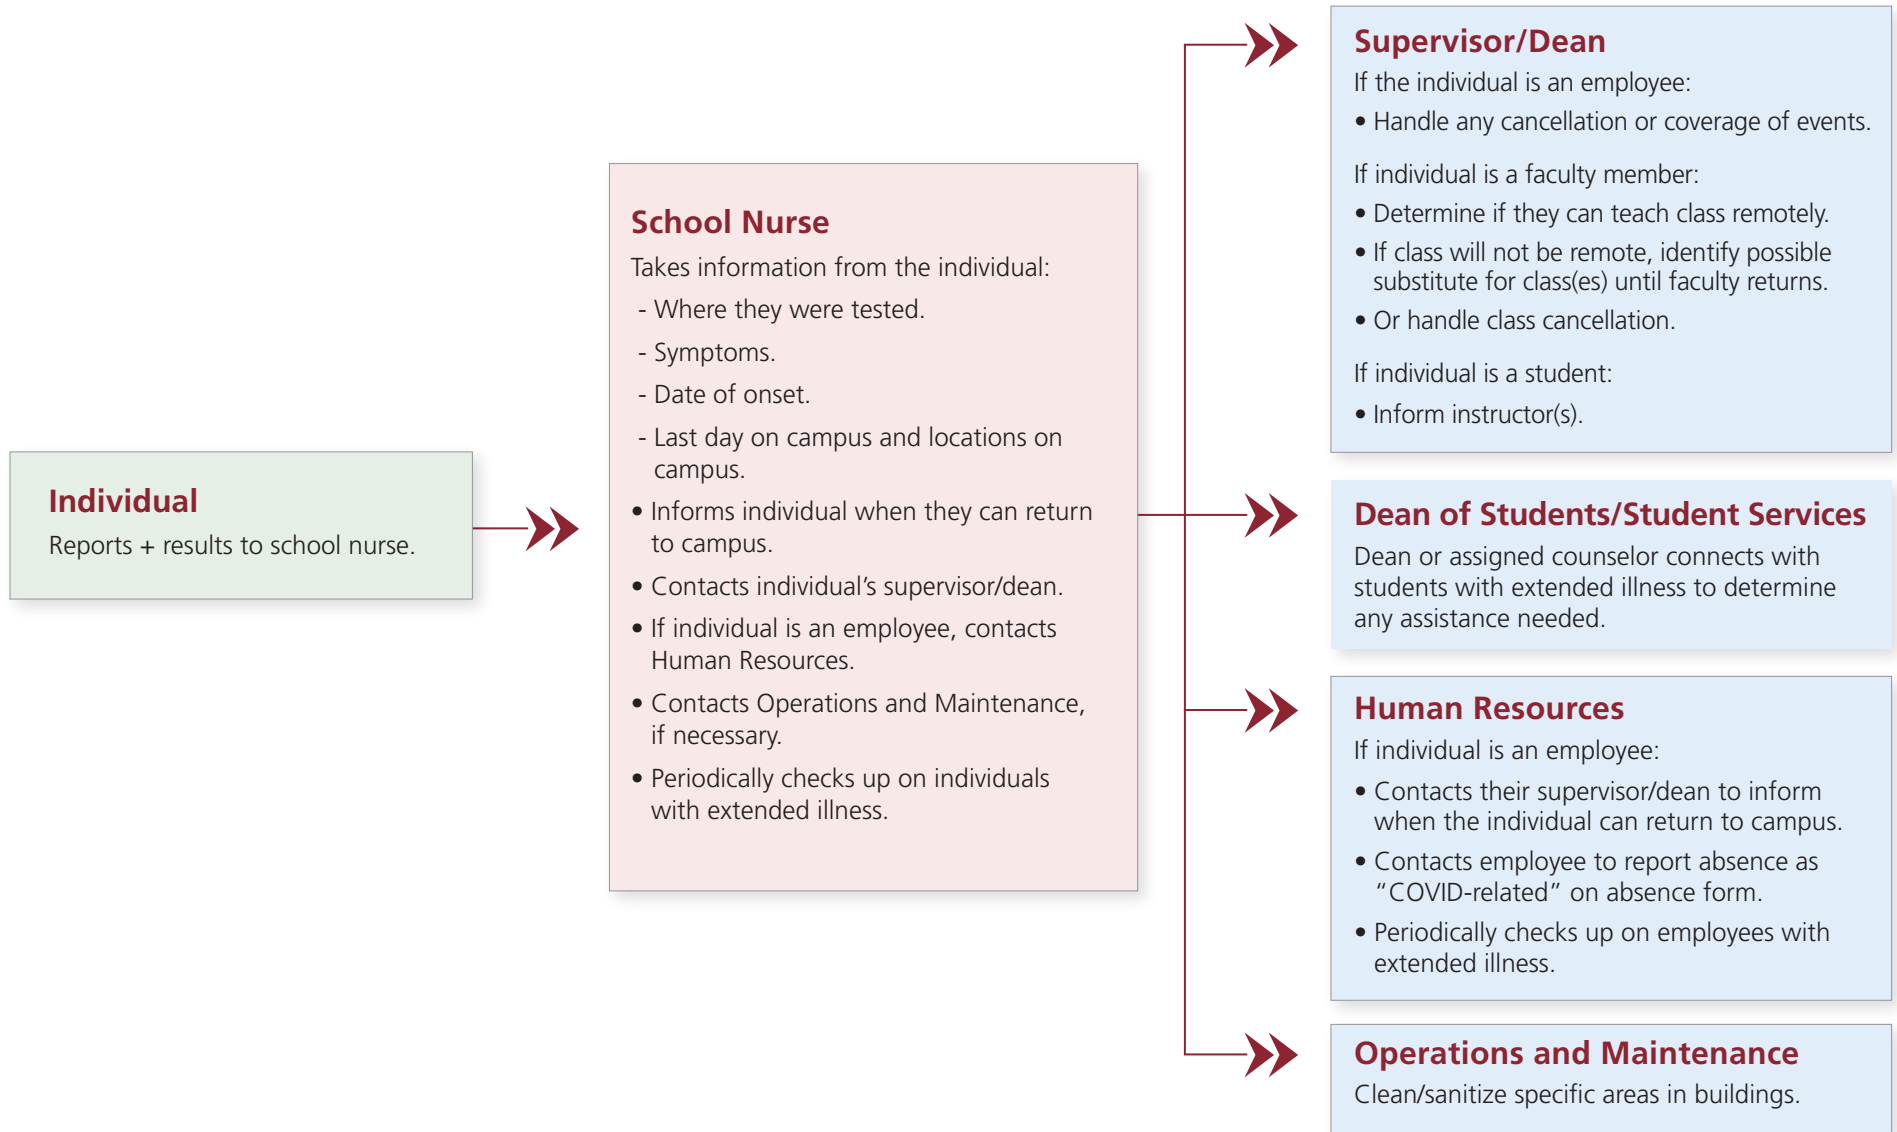 Individual
Reports + results to school nurse.
School Nurse
Takes information from the individual:
- Where they were tested.
- Symptoms.
- Date of onset.
- Last day on campus and locations on
campus.
• Informs individual when they can return
to campus.
• Contacts individual’s supervisor/dean.
• If individual is an employee, contacts
Human Resources.
• Contacts Operations and Maintenance,
if necessary.
• Periodically checks up on individuals
with extended illness.
Supervisor/Dean
If the individual is an employee:
• Handle any cancellation or coverage of events.
If individual is a faculty member:
• Determine if they can teach class remotely.
• If class will not be remote, identify possible
substitute for class(es) until faculty returns.
• Or handle class cancellation.
If individual is a student:
• Inform instructor(s).
Dean of Students/Student Services
Dean or assigned counselor connects with
students with extended illness to determine
any assistance needed.
Human Resources
If individual is an employee:
• Contacts their supervisor/dean to inform
when the individual can return to campus.
• Contacts employee to report absence as
“COVID-related” on absence form.
• Periodically checks up on employees with
extended illness.
Operations and Maintenance
Clean/sanitize specific areas in buildings.